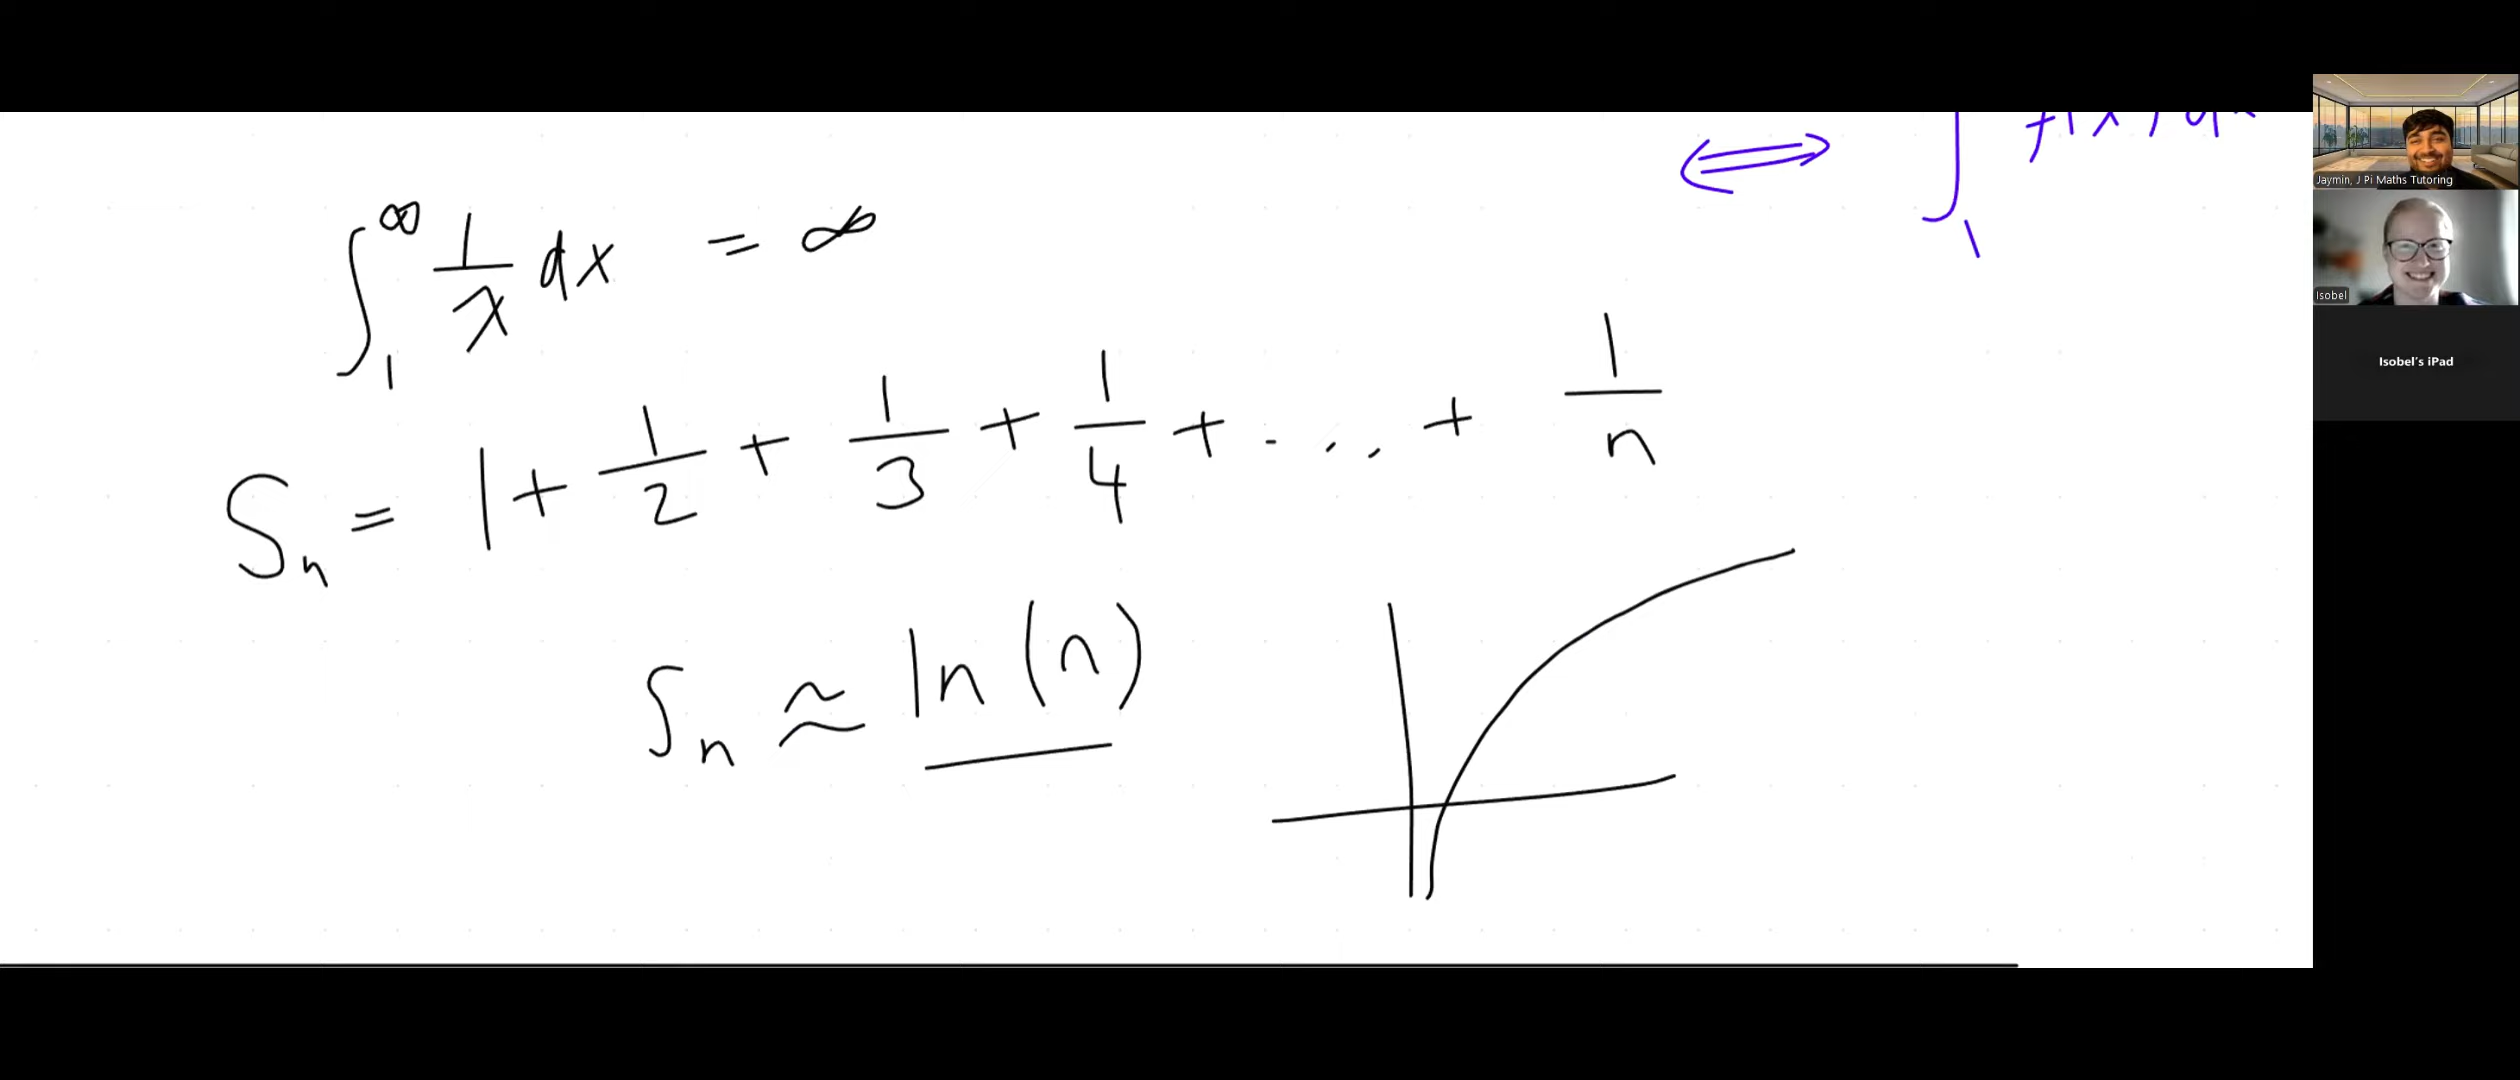 ∫₁^∞ 1/x dx = ∞
⟺ ∫₁ f(x) dx
Sₙ = 1 + 1/2 + 1/3 + 1/4 + ... + 1/n
Sₙ ≈ ln(n)
Jaymin, J Pi Maths Tutoring
Isobel
Isobel's iPad